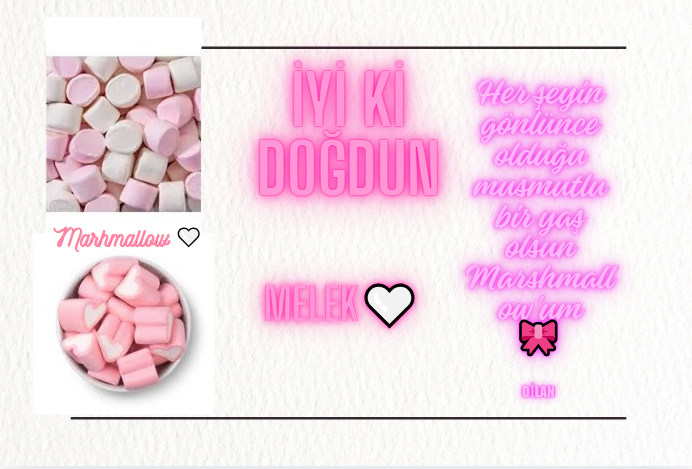 Marhmallow
İYİ Kİ
DOĞDUN
MELEK
Her şeyin
gönlünce
olduğu
musmutlu
bir yaş
olsun
Marshmall
ow'um
DİLAN